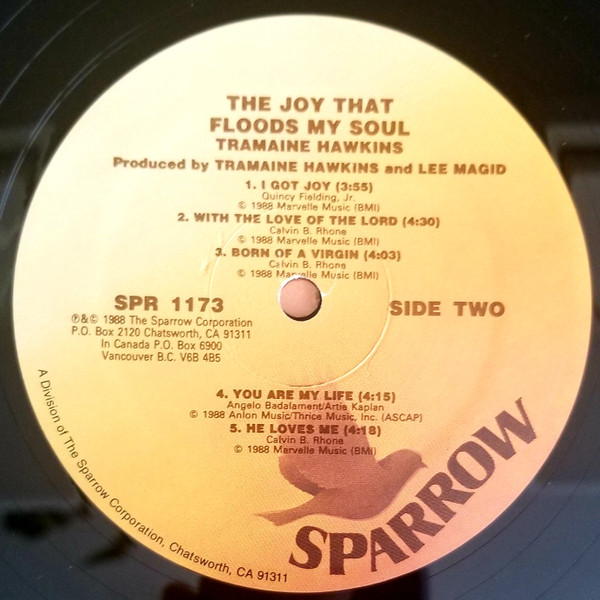 THE JOY THAT
FLOODS MY SOUL
TRAMAINE HAWKINS
Produced by TRAMAINE HAWKINS and LEE MAGID
1. I GOT JOY (3:55)
Quincy Fielding, Jr.
© 1988 Marvelle Music (BMI)
2. WITH THE LOVE OF THE LORD (4:30)
Calvin B. Rhone
© 1988 Marvelle Music (BMI)
3. BORN OF A VIRGIN (4:03)
Calvin B. Rhone
© 1988 Marvelle Music (BMI)
SPR 1173
℗&© 1988 The Sparrow Corporation
P.O. Box 2120 Chatsworth, CA 91311
In Canada P.O. Box 6900
Vancouver B.C. V6B 4B5
SIDE TWO
4. YOU ARE MY LIFE (4:15)
Angelo Badalament/Artie Kaplan
© 1988 Anlon Music/Thrice Music, Inc. (ASCAP)
5. HE LOVES ME (4:18)
Calvin B. Rhone
© 1988 Marvelle Music (BMI)
SPARROW
A Division of The Sparrow Corporation, Chatsworth, CA 91311